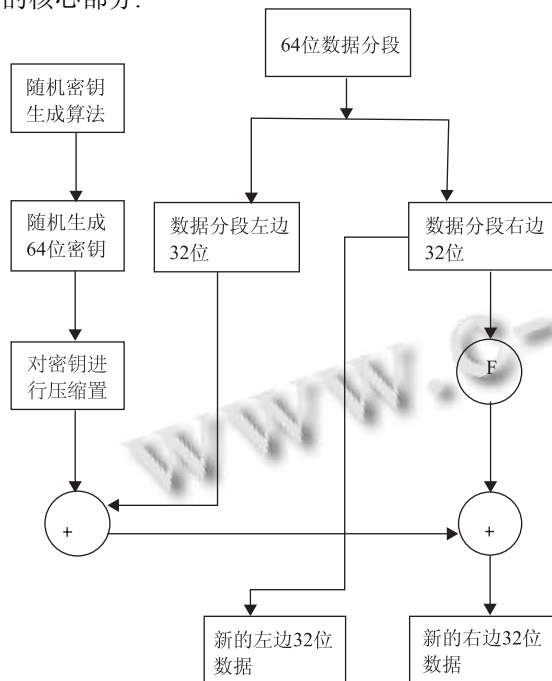 的核心部分.
64位数据分段
随机密钥
生成算法
随机生成
64位密钥
数据分段左边
32位
数据分段右边
32位
对密钥进
行压缩置
F
+
+
新的左边32位
数据
新的右边32位
数据
www.c-